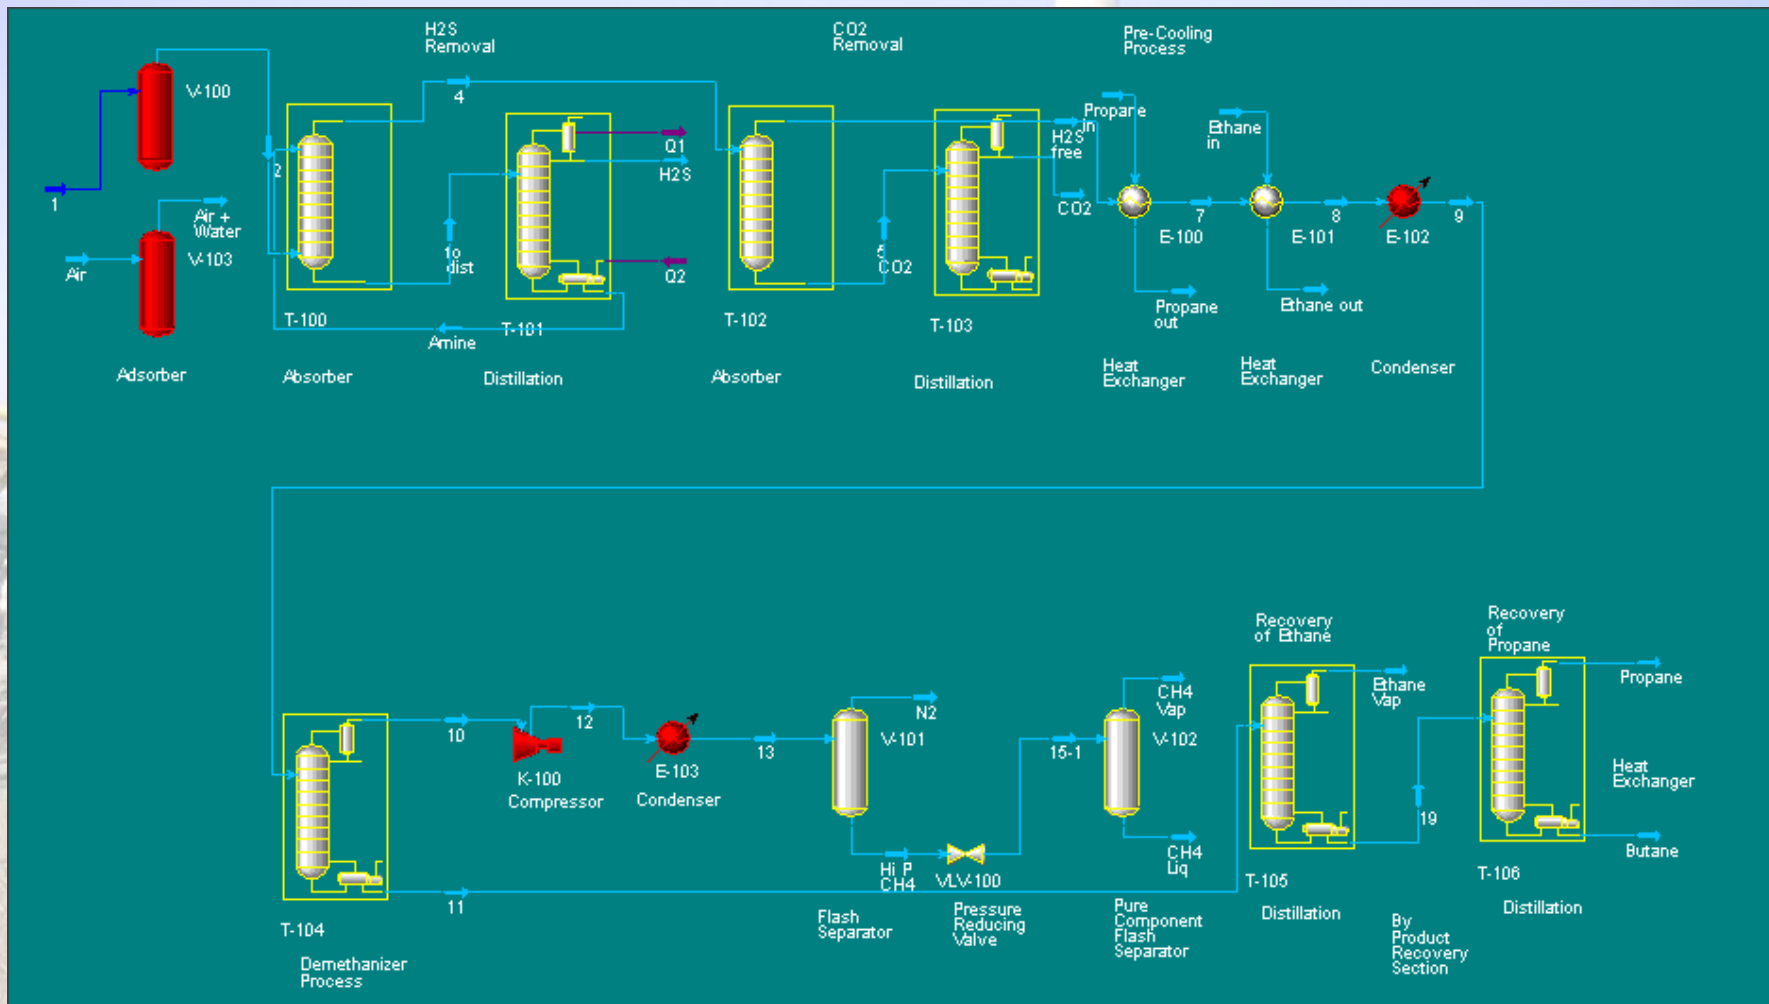 H2S
Removal
CO2
Removal
Pre-Cooling
Process
V-100
4
Propane
in
Ethane
in
Q1
H2S
H2S
free
1
2
CO2
7
8
9
Air +
Water
V-103
Air
E-100
E-101
E-102
to
dist
Q2
5
CO2
Propane
out
Ethane out
T-100
T-101
T-102
T-103
Amine
Adsorber
Absorber
Distillation
Absorber
Distillation
Heat
Exchanger
Heat
Exchanger
Condenser
Recovery
of Ethane
Recovery
of
Propane
Propane
Ethane
Vap
CH4
Vap
N2
10
12
13
15-1
V-101
V-102
E-103
K-100
Compressor
Condenser
Heat
Exchanger
19
Butane
Hi P
CH4
VLV-100
CH4
Liq
T-105
T-106
11
T-104
Flash
Separator
Pressure
Reducing
Valve
Pure
Component
Flash
Separator
Distillation
By
Product
Recovery
Section
Distillation
Demethanizer
Process